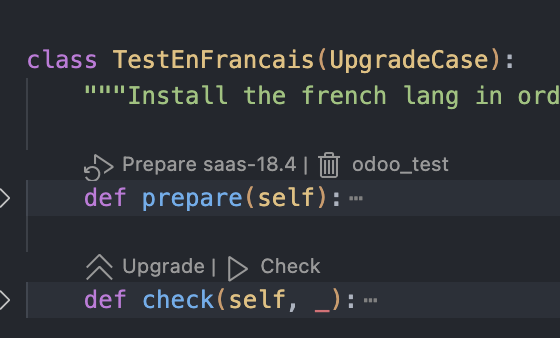 class TestEnFrancais(UpgradeCase):
"""Install the french lang in ord
Prepare saas-18.4 | odoo_test
def prepare(self):⋯
Upgrade | Check
def check(self, _):⋯